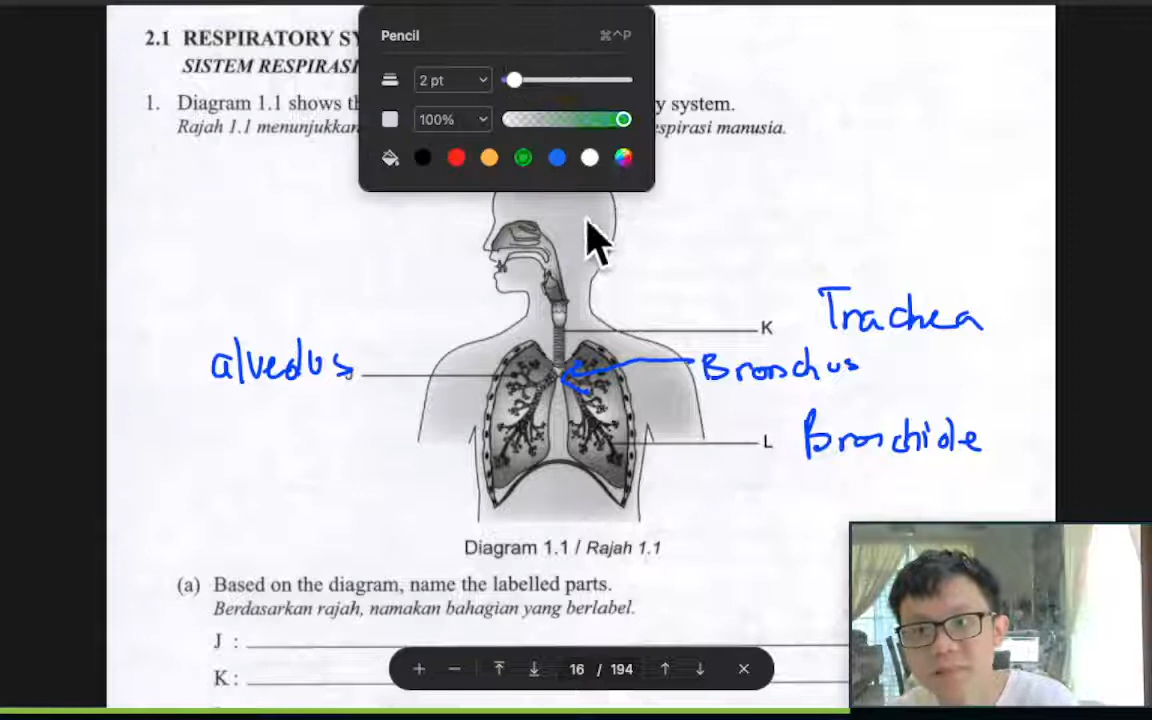 2.1 RESPIRATORY SY
SISTEM RESPIRASI
Pencil
⌘^P
2 pt
100%
1. Diagram 1.1 shows th
y system.
Rajah 1.1 menunjukkan
spirasi manusia.
K
Trachea
alveolus
Bronchus
L
Bronchiole
Diagram 1.1 / Rajah 1.1
(a) Based on the diagram, name the labelled parts.
Berdasarkan rajah, namakan bahagian yang berlabel.
J :
K :
16 / 194